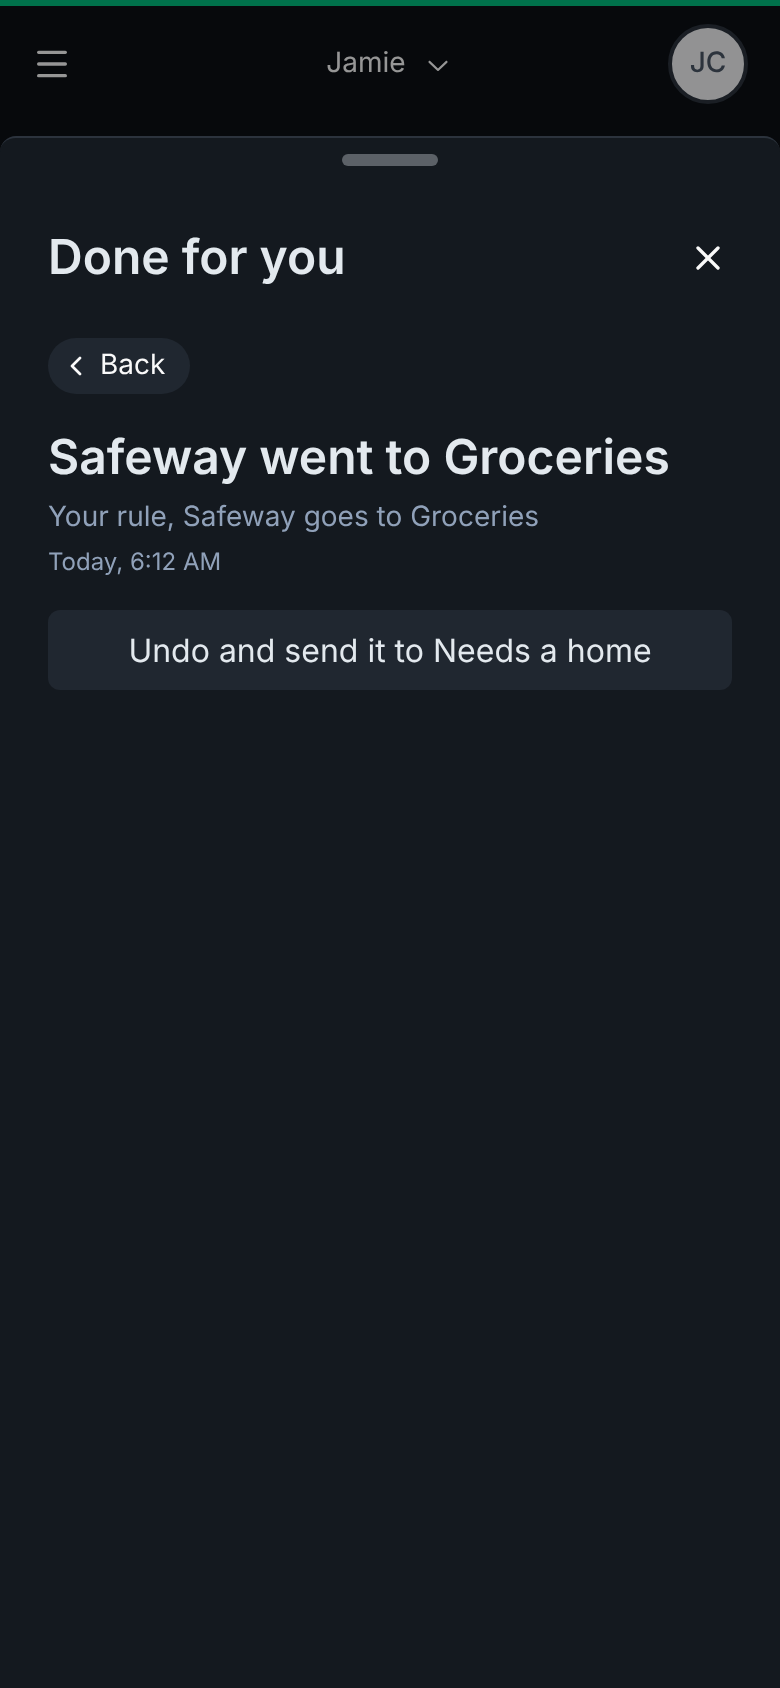 Jamie
JC
Done for you
Back
Safeway went to Groceries
Your rule, Safeway goes to Groceries
Today, 6:12 AM
Undo and send it to Needs a home